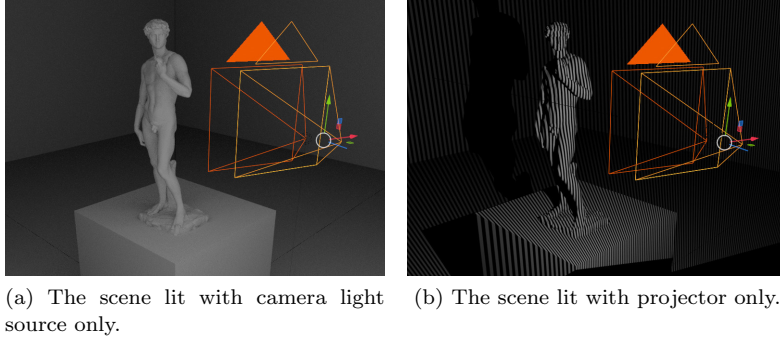 (a) The scene lit with camera light
source only.
(b) The scene lit with projector only.